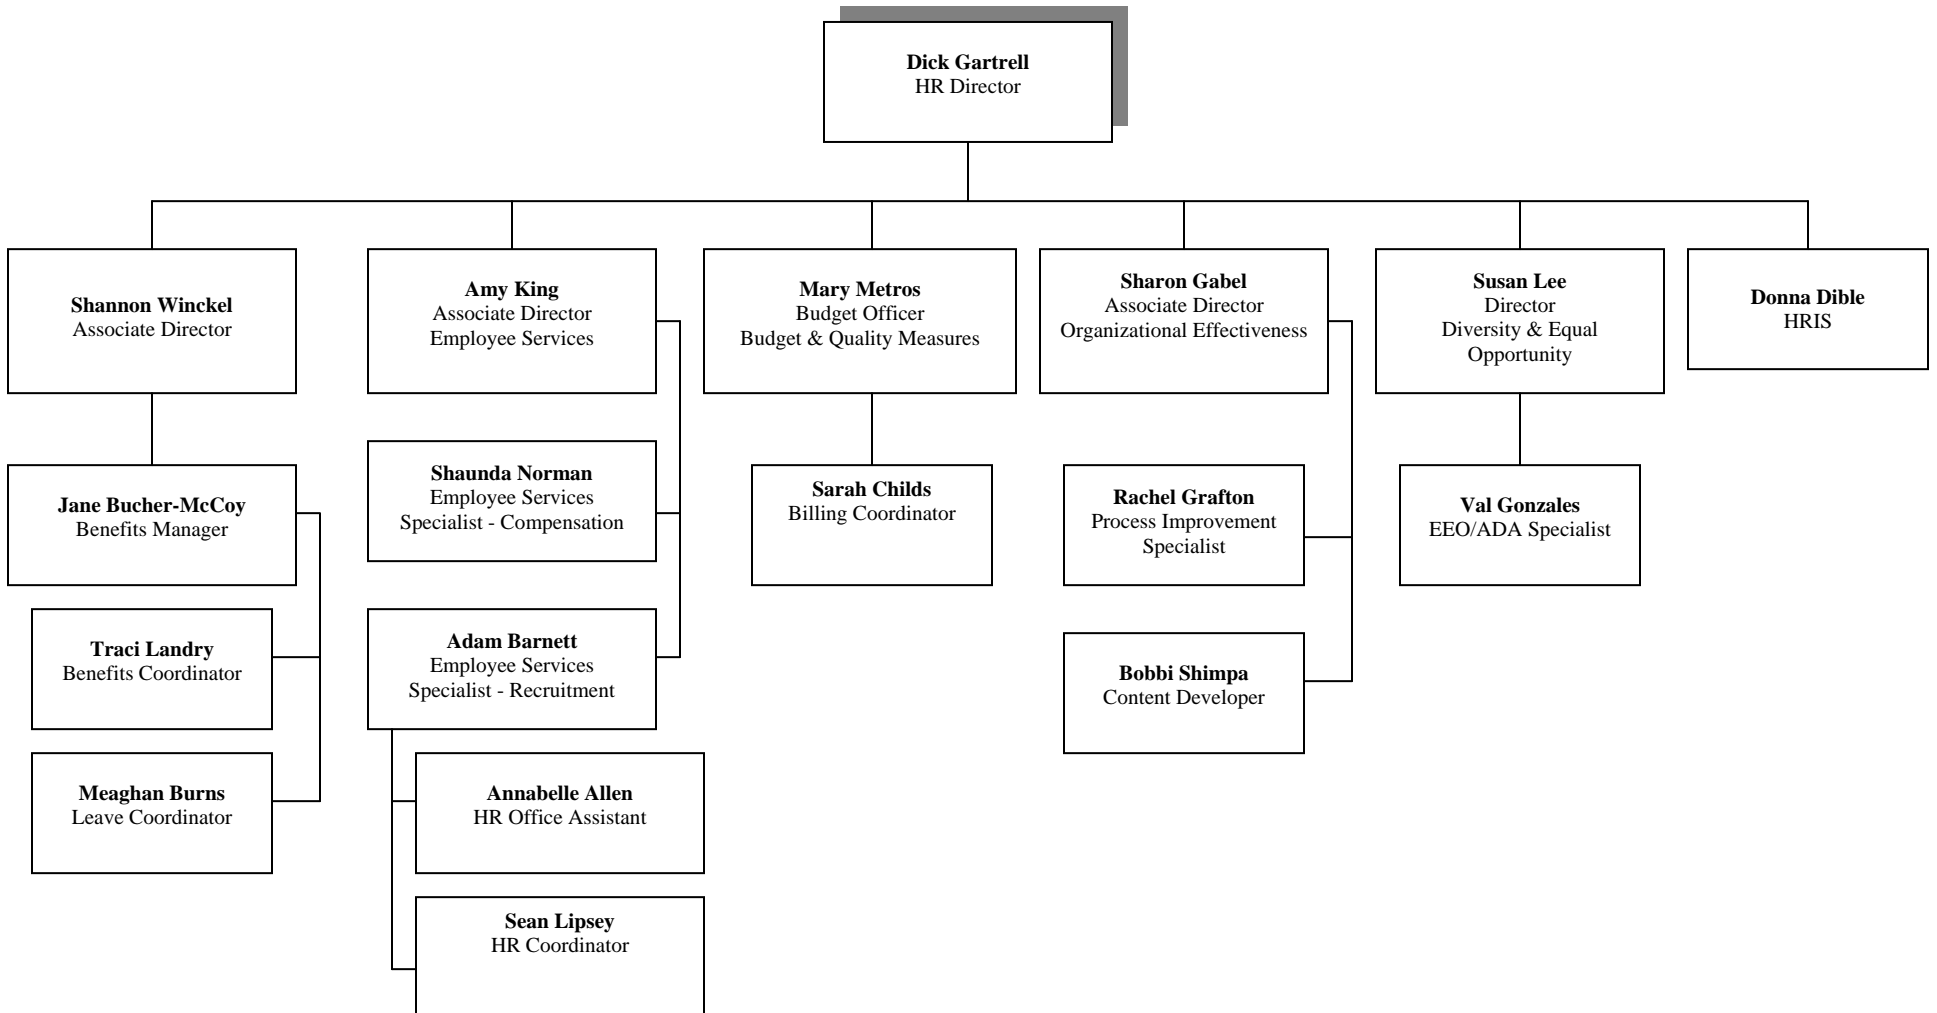 Dick Gartrell
HR Director
Shannon Winckel
Associate Director
Amy King
Associate Director
Employee Services
Mary Metros
Budget Officer
Budget & Quality Measures
Sharon Gabel
Associate Director
Organizational Effectiveness
Susan Lee
Director
Diversity & Equal
Opportunity
Donna Dible
HRIS
Jane Bucher-McCoy
Benefits Manager
Shaunda Norman
Employee Services
Specialist - Compensation
Sarah Childs
Billing Coordinator
Rachel Grafton
Process Improvement
Specialist
Val Gonzales
EEO/ADA Specialist
Traci Landry
Benefits Coordinator
Adam Barnett
Employee Services
Specialist - Recruitment
Bobbi Shimpa
Content Developer
Meaghan Burns
Leave Coordinator
Annabelle Allen
HR Office Assistant
Sean Lipsey
HR Coordinator